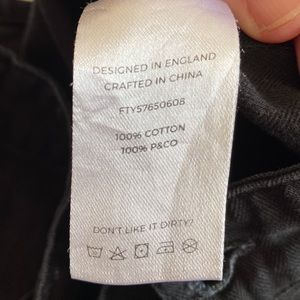 DESIGNED IN ENGLAND
CRAFTED IN CHINA
FTY57650608
100% COTTON
100% P&CO
DON'T LIKE IT DIRTY?